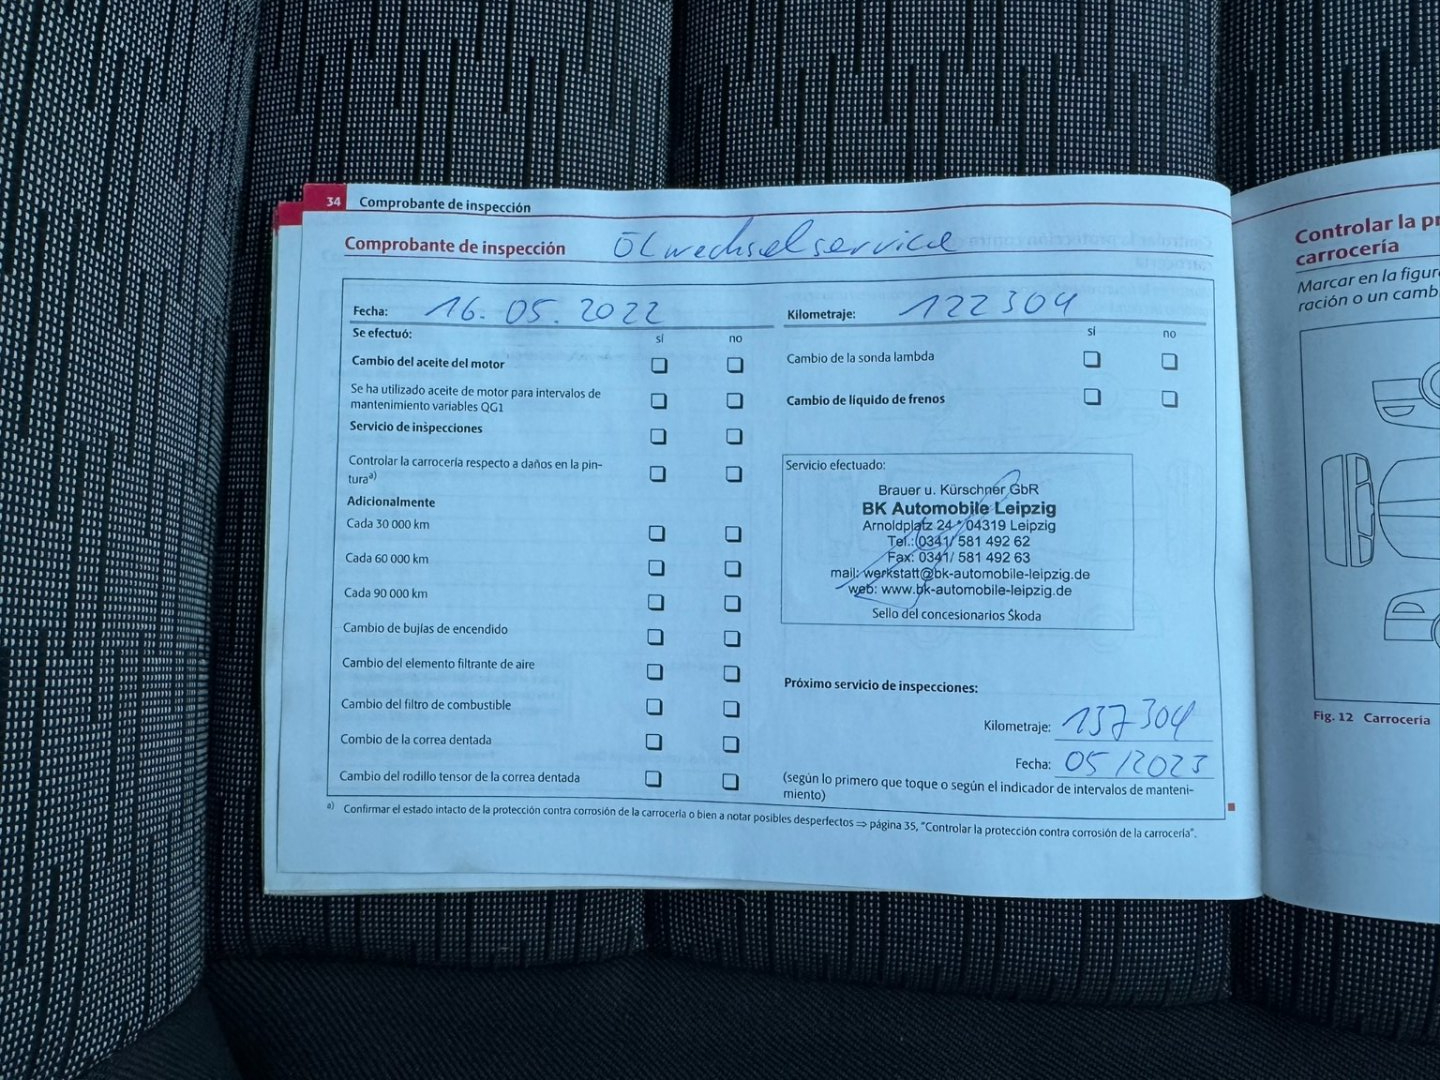 34 Comprobante de inspección
Comprobante de inspección Ölwechselservice
Fecha: 16.05.2022
Se efectuó: sí no
Cambio del aceite del motor
Se ha utilizado aceite de motor para intervalos de
mantenimiento variables QG1
Servicio de inspecciones
Controlar la carrocería respecto a daños en la pin-
tura a)
Adicionalmente
Cada 30 000 km
Cada 60 000 km
Cada 90 000 km
Cambio de bujías de encendido
Cambio del elemento filtrante de aire
Cambio del filtro de combustible
Combio de la correa dentada
Cambio del rodillo tensor de la correa dentada
Kilometraje: 122304
sí no
Cambio de la sonda lambda
Cambio de líquido de frenos
Servicio efectuado:
Brauer u. Kürschner GbR
BK Automobile Leipzig
Arnoldplatz 24 * 04319 Leipzig
Tel.:(0341/ 581 492 62
Fax: 0341/ 581 492 63
mail: werkstatt@bk-automobile-leipzig.de
web: www.bk-automobile-leipzig.de
Sello del concesionarios Škoda
Próximo servicio de inspecciones:
Kilometraje: 137304
Fecha: 05/2023
(según lo primero que toque o según el indicador de intervalos de manteni-
miento)
a) Confirmar el estado intacto de la protección contra corrosión de la carrocería o bien a notar posibles desperfectos ⇒ página 35, "Controlar la protección contra corrosión de la carrocería".
Controlar la pr
carrocería
Marcar en la figur
ración o un camb
Fig. 12 Carrocería